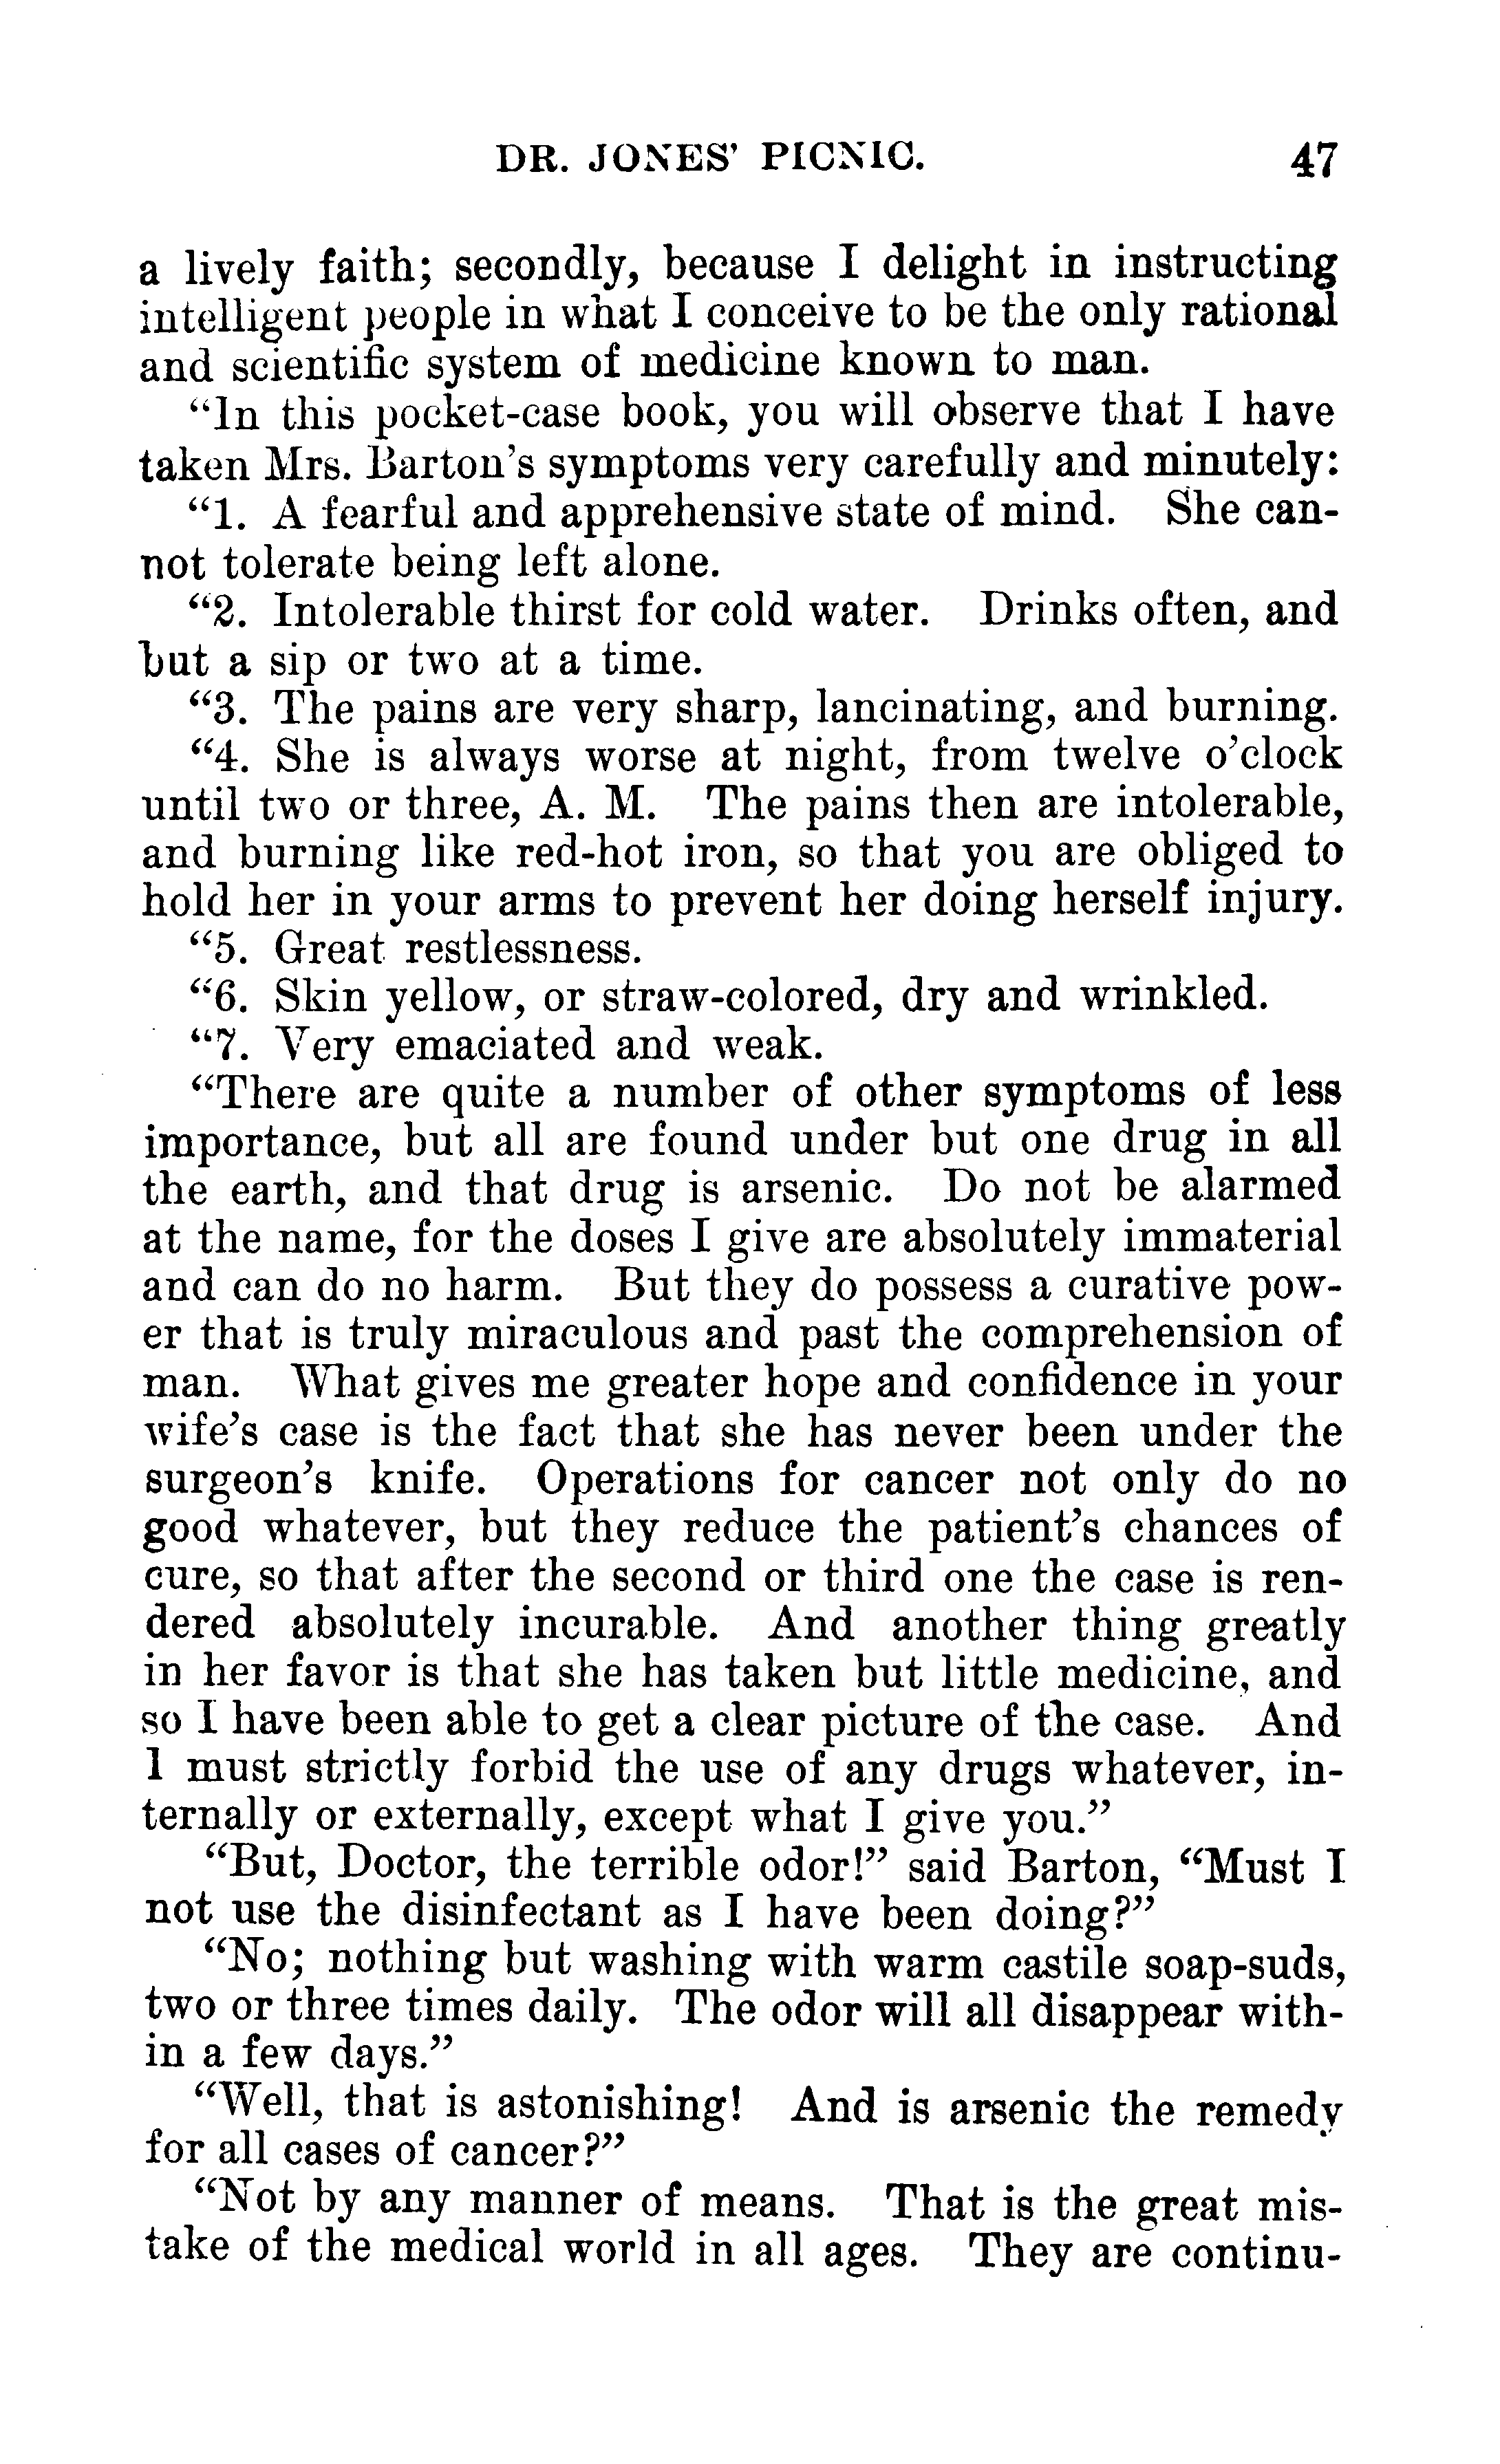 DR. JONES' PICNIC. 47
a lively faith; secondly, because I delight in instructing
intelligent people in what I conceive to be the only rational
and scientific system of medicine known to man.
"In this pocket-case book, you will observe that I have
taken Mrs. Barton's symptoms very carefully and minutely:
"1. A fearful and apprehensive state of mind. She can-
not tolerate being left alone.
"2. Intolerable thirst for cold water. Drinks often, and
but a sip or two at a time.
"3. The pains are very sharp, lancinating, and burning.
"4. She is always worse at night, from twelve o'clock
until two or three, A. M. The pains then are intolerable,
and burning like red-hot iron, so that you are obliged to
hold her in your arms to prevent her doing herself injury.
"5. Great restlessness.
"6. Skin yellow, or straw-colored, dry and wrinkled.
"7. Very emaciated and weak.
"There are quite a number of other symptoms of less
importance, but all are found under but one drug in all
the earth, and that drug is arsenic. Do not be alarmed
at the name, for the doses I give are absolutely immaterial
and can do no harm. But they do possess a curative pow-
er that is truly miraculous and past the comprehension of
man. What gives me greater hope and confidence in your
wife's case is the fact that she has never been under the
surgeon's knife. Operations for cancer not only do no
good whatever, but they reduce the patient's chances of
cure, so that after the second or third one the case is ren-
dered absolutely incurable. And another thing greatly
in her favor is that she has taken but little medicine, and
so I have been able to get a clear picture of the case. And
I must strictly forbid the use of any drugs whatever, in-
ternally or externally, except what I give you."
"But, Doctor, the terrible odor!" said Barton, "Must I
not use the disinfectant as I have been doing?"
"No; nothing but washing with warm castile soap-suds,
two or three times daily. The odor will all disappear with-
in a few days."
"Well, that is astonishing! And is arsenic the remedy
for all cases of cancer?"
"Not by any manner of means. That is the great mis-
take of the medical world in all ages. They are continu-